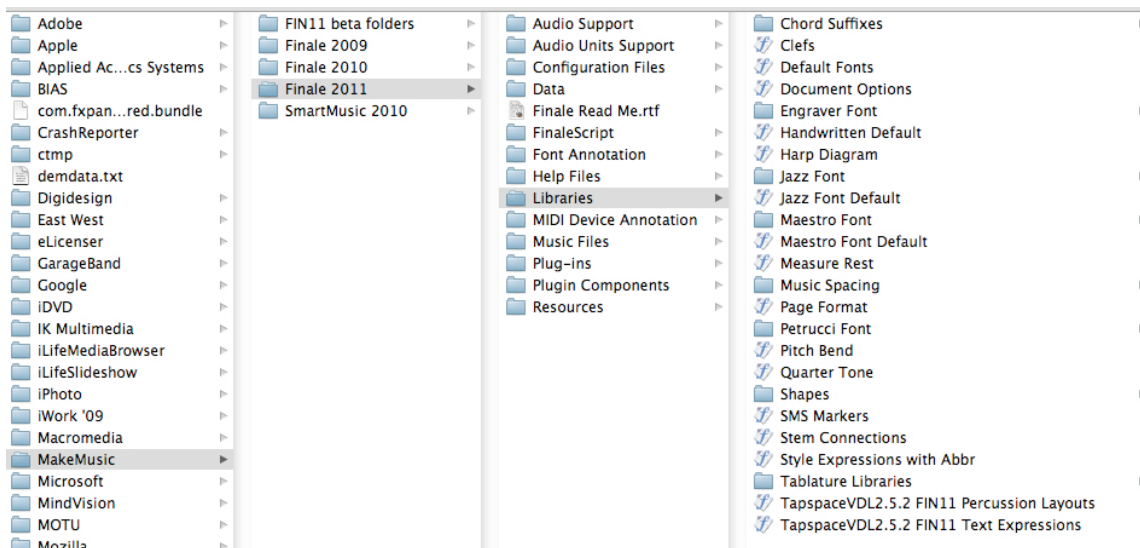 Adobe
Apple
Applied Ac...cs Systems
BIAS
com.fxpan...red.bundle
CrashReporter
ctmp
demdata.txt
Digidesign
East West
eLicenser
GarageBand
Google
iDVD
IK Multimedia
iLifeMediaBrowser
iLifeSlideshow
iPhoto
iWork '09
Macromedia
MakeMusic
Microsoft
MindVision
MOTU
Mozilla
FIN11 beta folders
Finale 2009
Finale 2010
Finale 2011
SmartMusic 2010
Audio Support
Audio Units Support
Configuration Files
Data
Finale Read Me.rtf
FinaleScript
Font Annotation
Help Files
Libraries
MIDI Device Annotation
Music Files
Plug-ins
Plugin Components
Resources
Chord Suffixes
Clefs
Default Fonts
Document Options
Engraver Font
Handwritten Default
Harp Diagram
Jazz Font
Jazz Font Default
Maestro Font
Maestro Font Default
Measure Rest
Music Spacing
Page Format
Petrucci Font
Pitch Bend
Quarter Tone
Shapes
SMS Markers
Stem Connections
Style Expressions with Abbr
Tablature Libraries
TapspaceVDL2.5.2 FIN11 Percussion Layouts
TapspaceVDL2.5.2 FIN11 Text Expressions